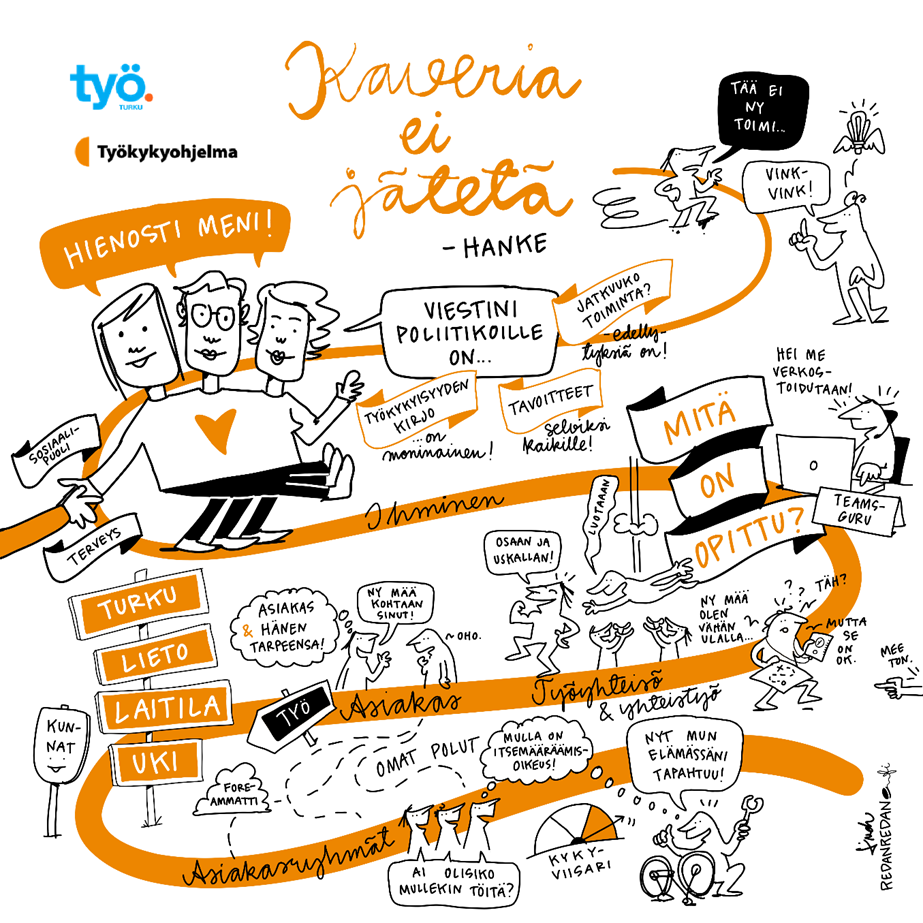 työ.
TURKU
Työkykyohjelma
Kaveria
ei
jätetä
- HANKE
TÄÄ EI
NY
TOIMI...
VINK-
VINK!
HIENOSTI MENI!
VIESTINI
POLIITIKOILLE
ON...
JATKUUKO
TOIMINTA?
-edelly-
tyksiä on!
TYÖKYKYISYYDEN
KIRJO
...on
moninainen!
TAVOITTEET
selviksi
kaikille!
HEI ME
VERKOS-
TOIDUTAAN!
MITÄ
ON
OPITTU?
TEAMS-
GURU
SOSIAALI-
PUOLI
TERVEYS
Ihminen
LUOTAAAN
OSAAN JA
USKALLAN!
NY MÄÄ
OLEN
VÄHÄN
ULALLA...
? ? TÄH?
MUTTA
SE
ON
OK.
MEE
TON.
TURKU
LIETO
LAITILA
UKI
KUN-
NAT
ASIAKAS
& HÄNEN
TARPEENSA!
NY MÄÄ
KOHTAAN
SINUT!
~OHO.
TYÖ
Asiakas
Työyhteisö
& yhteistyö
OMAT POLUT
FORE-
AMMATTI
MULLA ON
ITSEMÄÄRÄÄMIS-
OIKEUS!
NYT MUN
ELÄMÄSSÄNI
TAPAHTUU!
Asiakasryhmät
AI OLISIKO
MULLEKIN TÖITÄ?
KYKY-
VIISARI
REDANREDAN.fi